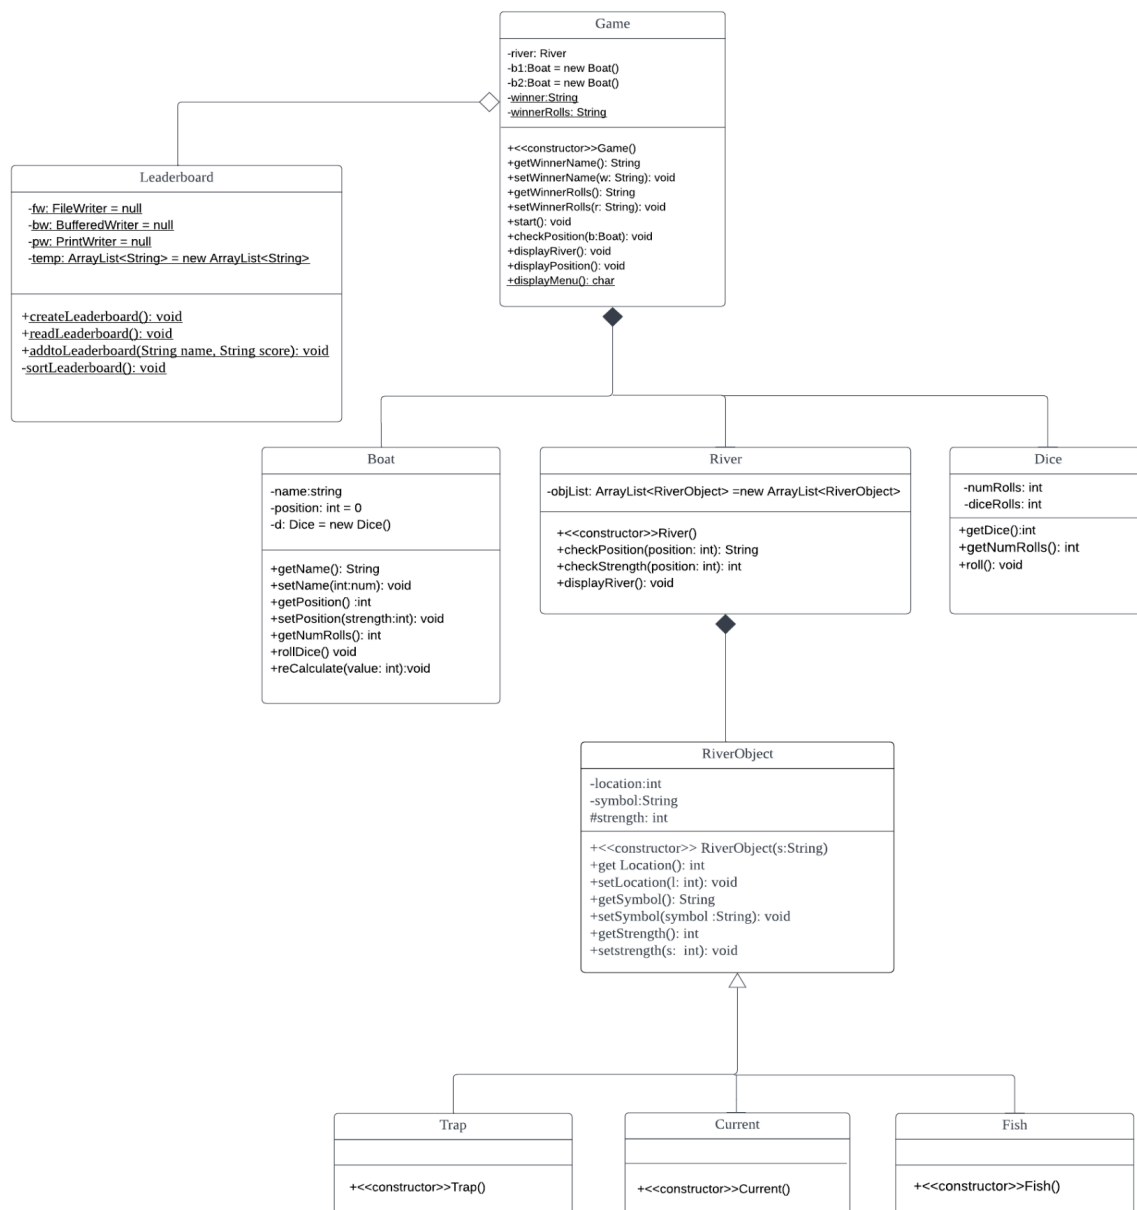 Game
-river: River
-b1:Boat = new Boat()
-b2:Boat = new Boat()
-winner:String
-winnerRolls: String
+<<constructor>>Game()
+getWinnerName(): String
+setWinnerName(w: String): void
+getWinnerRolls(): String
+setWinnerRolls(r: String): void
+start(): void
+checkPosition(b:Boat): void
+displayRiver(): void
+displayPosition(): void
+displayMenu(): char
Leaderboard
-fw: FileWriter = null
-bw: BufferedWriter = null
-pw: PrintWriter = null
-temp: ArrayList<String> = new ArrayList<String>
+createLeaderboard(): void
+readLeaderboard(): void
+addtoLeaderboard(String name, String score): void
-sortLeaderboard(): void
Boat
-name:string
-position: int = 0
-d: Dice = new Dice()
+getName(): String
+setName(int:num): void
+getPosition() :int
+setPosition(strength:int): void
+getNumRolls(): int
+rollDice() void
+reCalculate(value: int):void
River
-objList: ArrayList<RiverObject> =new ArrayList<RiverObject>
+<<constructor>>River()
+checkPosition(position: int): String
+checkStrength(position: int): int
+displayRiver(): void
Dice
-numRolls: int
-diceRolls: int
+getDice():int
+getNumRolls(): int
+roll(): void
RiverObject
-location:int
-symbol:String
#strength: int
+<<constructor>> RiverObject(s:String)
+get Location(): int
+setLocation(l: int): void
+getSymbol(): String
+setSymbol(symbol :String): void
+getStrength(): int
+setstrength(s:  int): void
Trap
+<<constructor>>Trap()
Current
+<<constructor>>Current()
Fish
+<<constructor>>Fish()